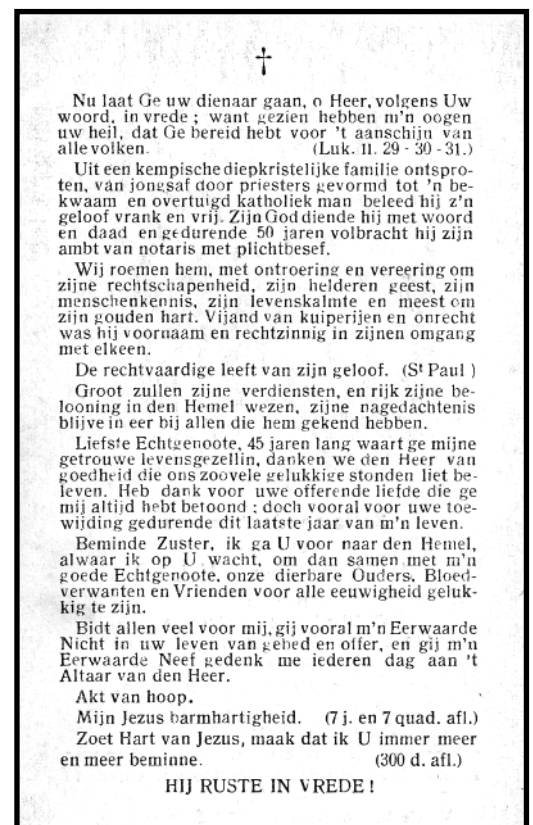 †
Nu laat Ge uw dienaar gaan, o Heer, volgens Uw
woord, in vrede ; want gezien hebben m'n oogen
uw heil, dat Ge bereid hebt voor 't aanschijn van
alle volken. (Luk. 11. 29 - 30 - 31.)
Uit een kempische diepkristelijke familie ontspro-
ten, van jongsaf door priesters gevormd tot 'n be-
kwaam en overtuigd katholiek man beleed hij z'n
geloof vrank en vrij. Zijn God diende hij met woord
en daad en gedurende 50 jaren volbracht hij zijn
ambt van notaris met plichtbesef.
Wij roemen hem, met ontroering en vereering om
zijne rechtschapenheid, zijn helderen geest, zijn
menschenkennis, zijn levenskalmte en meest om
zijn gouden hart. Vijand van kuiperijen en onrecht
was hij voornaam en rechtzinnig in zijnen omgang
met elkeen.
De rechtvaardige leeft van zijn geloof. (St Paul )
Groot zullen zijne verdiensten, en rijk zijne be-
looning in den Hemel wezen, zijne nagedachtenis
blijve in eer bij allen die hem gekend hebben.
Liefste Echtgenoote, 45 jaren lang waart ge mijne
getrouwe levensgezellin, danken we den Heer van
goedheid die ons zoovele gelukkige stonden liet be-
leven. Heb dank voor uwe offerende liefde die ge
mij altijd hebt betoond ; doch vooral voor uwe toe-
wijding gedurende dit laatste jaar van m'n leven.
Beminde Zuster, ik ga U voor naar den Hemel,
alwaar ik op U wacht, om dan samen met m'n
goede Echtgenoote, onze dierbare Ouders, Bloed-
verwanten en Vrienden voor alle eeuwigheid geluk-
kig te zijn.
Bidt allen veel voor mij, gij vooral m'n Eerwaarde
Nicht in uw leven van gebed en offer, en gij m'n
Eerwaarde Neef gedenk me iederen dag aan 't
Altaar van den Heer.
Akt van hoop.
Mijn Jezus barmhartigheid. (7 j. en 7 quad. afl.)
Zoet Hart van Jezus, maak dat ik U immer meer
en meer beminne. (300 d. afl.)
HIJ RUSTE IN VREDE !